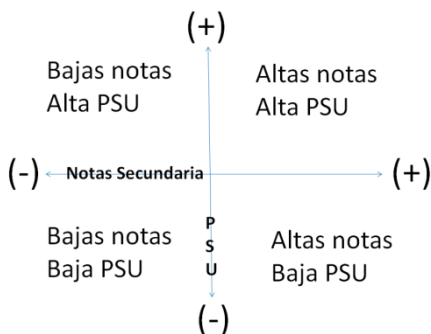 (+)
Bajas notas
Alta PSU
Altas notas
Alta PSU
(-)
Notas Secundaria
(+)
Bajas notas
Baja PSU
P
S
U
Altas notas
Baja PSU
(-)